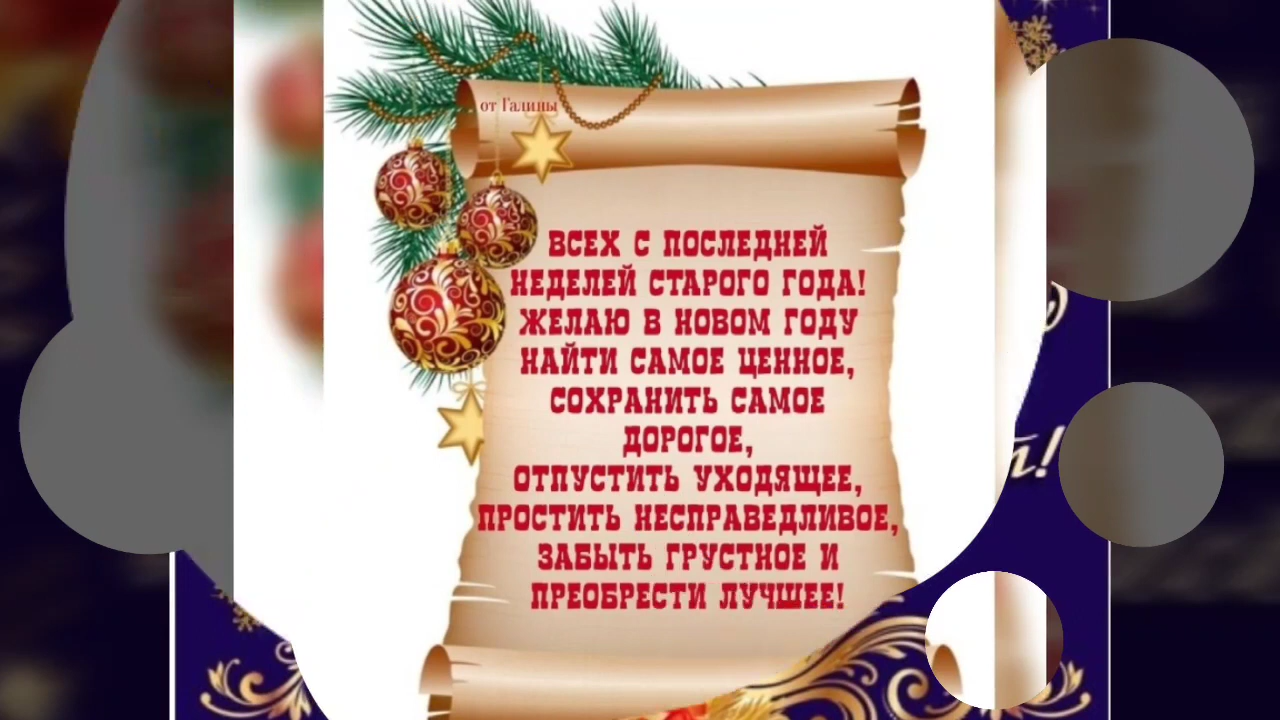 от Галины
ВСЕХ С ПОСЛЕДНЕЙ
НЕДЕЛЕЙ СТАРОГО ГОДА!
ЖЕЛАЮ В НОВОМ ГОДУ
НАЙТИ САМОЕ ЦЕННОЕ,
СОХРАНИТЬ САМОЕ
ДОРОГОЕ,
ОТПУСТИТЬ УХОДЯЩЕЕ,
ПРОСТИТЬ НЕСПРАВЕДЛИВОЕ,
ЗАБЫТЬ ГРУСТНОЕ И
ПРЕОБРЕСТИ ЛУЧШЕЕ!